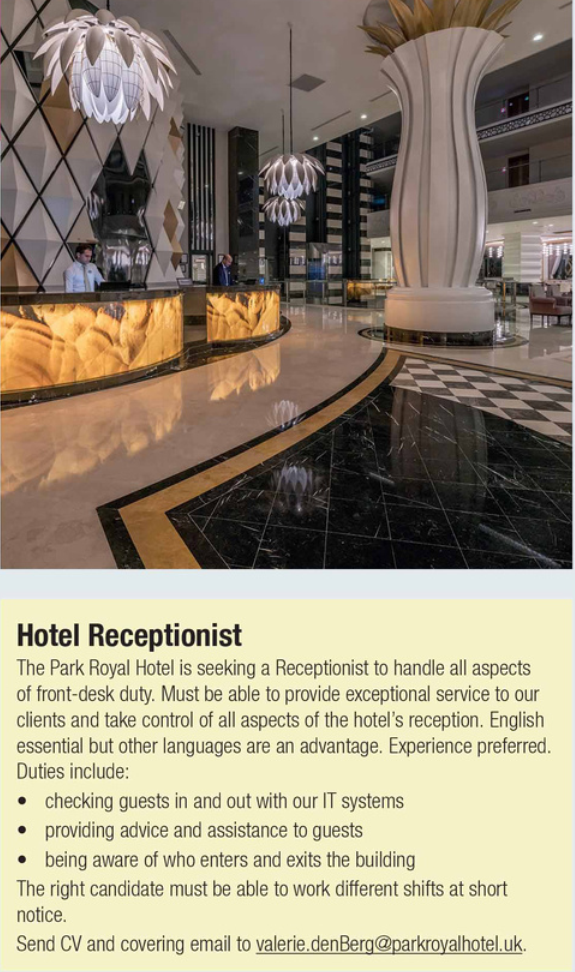 Hotel Receptionist
The Park Royal Hotel is seeking a Receptionist to handle all aspects
of front-desk duty. Must be able to provide exceptional service to our
clients and take control of all aspects of the hotel’s reception. English
essential but other languages are an advantage. Experience preferred.
Duties include:
• checking guests in and out with our IT systems
• providing advice and assistance to guests
• being aware of who enters and exits the building
The right candidate must be able to work different shifts at short
notice.
Send CV and covering email to valerie.denBerg@parkroyalhotel.uk.